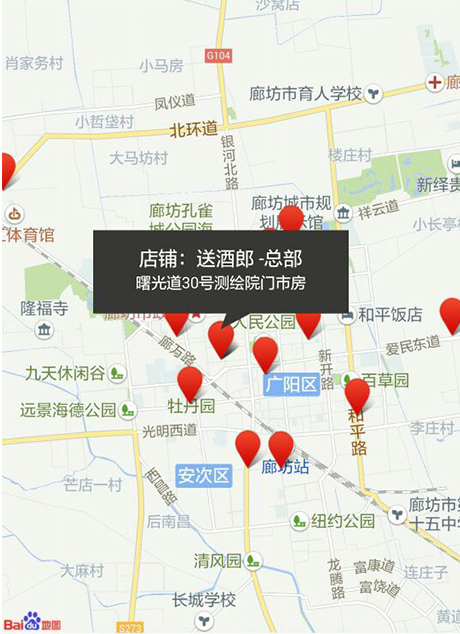 沙窝店
肖家务村
小马房
G104
廊坊市育人学校
廊
凤仪道
小哲垡村
北环道
大马坊村
银河北路
楼庄村
新绎贵
廊坊城市规
划展示馆
祥云道
小长亭村
廊坊孔雀
城公园海
体育馆
店铺：送酒郎 -总部
曙光道30号测绘院门市房
隆福寺
廊坊市政
人民公园
和平饭店
廊万路
爱民东道
新开路
九天休闲谷
广阳区
百草园
远景海德公园
牡丹园
和平路
光明西道
李庄村
廊坊站
安次区
西昌路
芒店一村
廊坊市第
十五中学
后南昌
纽约公园
清风园
龙腾路
富康道
富饶道
大麻村
连庄子
长城学校
S273
Bai du 地图